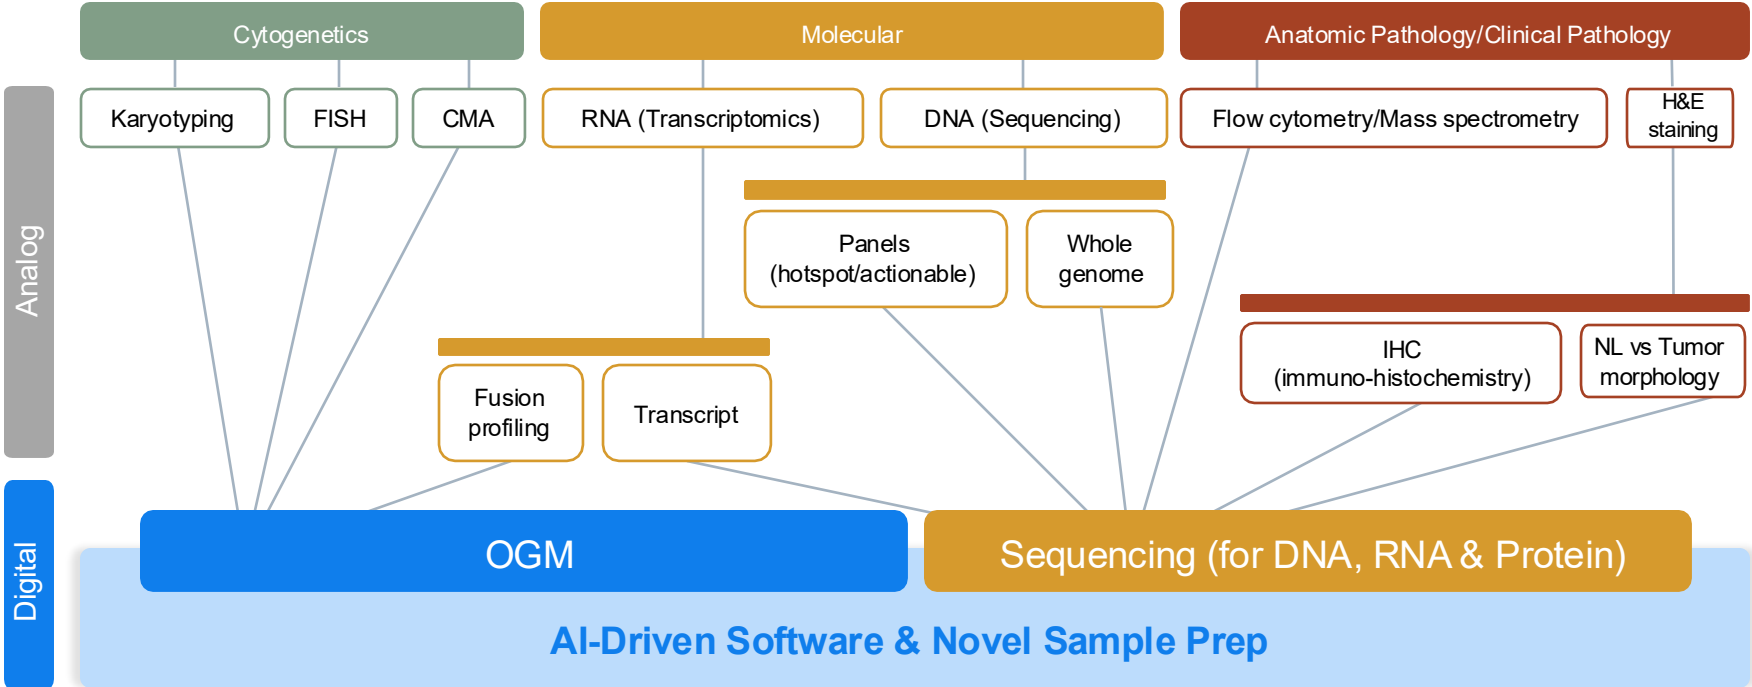 Cytogenetics
Molecular
Anatomic Pathology/Clinical Pathology
Analog
Karyotyping
FISH
CMA
RNA (Transcriptomics)
DNA (Sequencing)
Flow cytometry/Mass spectrometry
H&E
staining
Panels
(hotspot/actionable)
Whole
genome
IHC
(immuno-histochemistry)
NL vs Tumor
morphology
Fusion
profiling
Transcript
Digital
OGM
Sequencing (for DNA, RNA & Protein)
AI-Driven Software & Novel Sample Prep